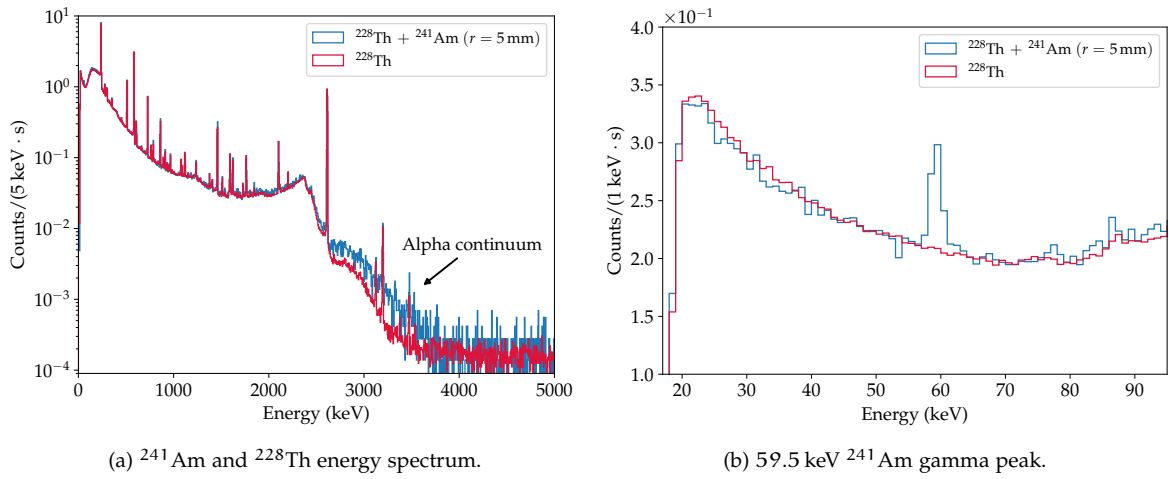 10¹
10⁰
10⁻¹
10⁻²
10⁻³
10⁻⁴
Counts/(5 keV · s)
²²⁸Th + ²⁴¹Am (r = 5 mm)
²²⁸Th
Alpha continuum
0 1000 2000 3000 4000 5000
Energy (keV)
(a) ²⁴¹Am and ²²⁸Th energy spectrum.
×10⁻¹
4.0
3.5
3.0
2.5
2.0
1.5
1.0
Counts/(1 keV · s)
²²⁸Th + ²⁴¹Am (r = 5 mm)
²²⁸Th
20 30 40 50 60 70 80 90
Energy (keV)
(b) 59.5 keV ²⁴¹Am gamma peak.